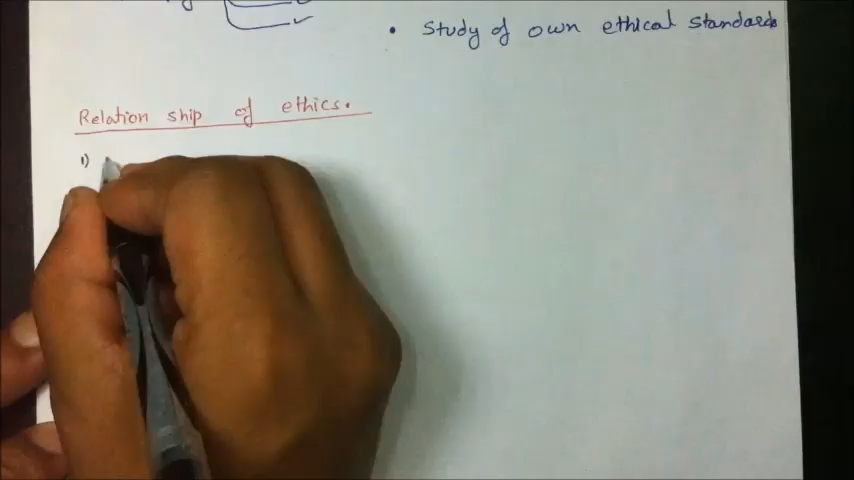 • Study of own ethical standards
Relation ship of ethics.
1)